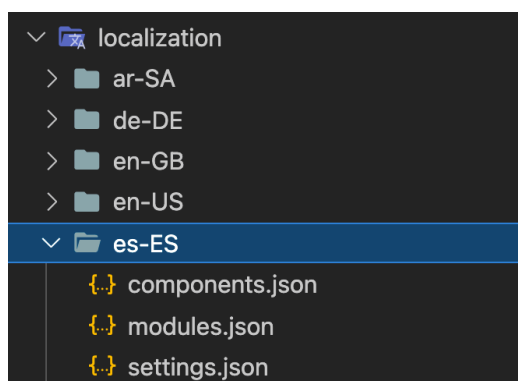 localization
ar-SA
de-DE
en-GB
en-US
es-ES
{..} components.json
{..} modules.json
{..} settings.json